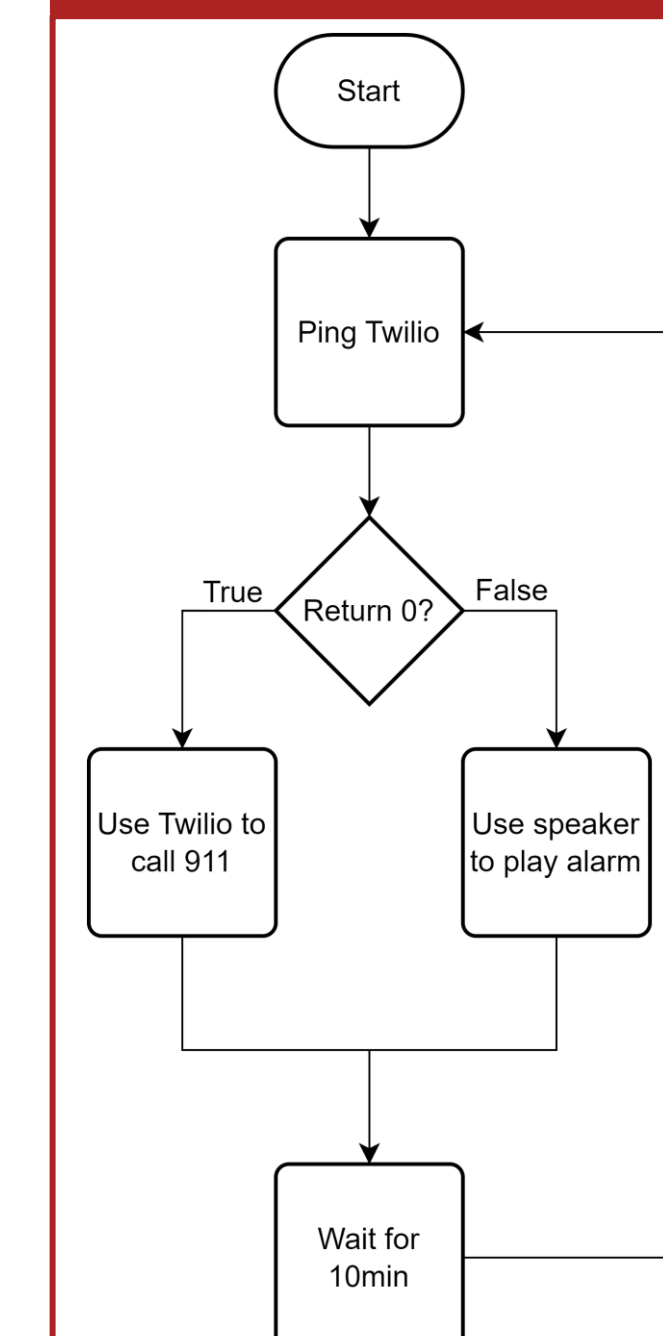 Start
Ping Twilio
Return 0?
True
False
Use Twilio to
call 911
Use speaker
to play alarm
Wait for
10min